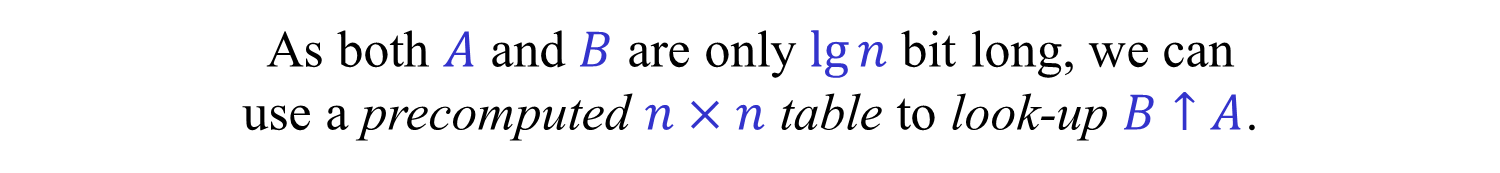 As both A and B are only lg n bit long, we can
use a precomputed n × n table to look-up B ↑ A.